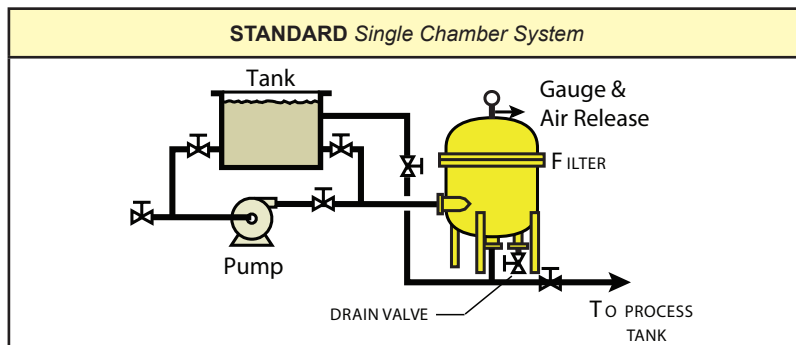 STANDARD Single Chamber System
Tank
Gauge &
Air Release
FILTER
Pump
DRAIN VALVE
TO PROCESS
TANK